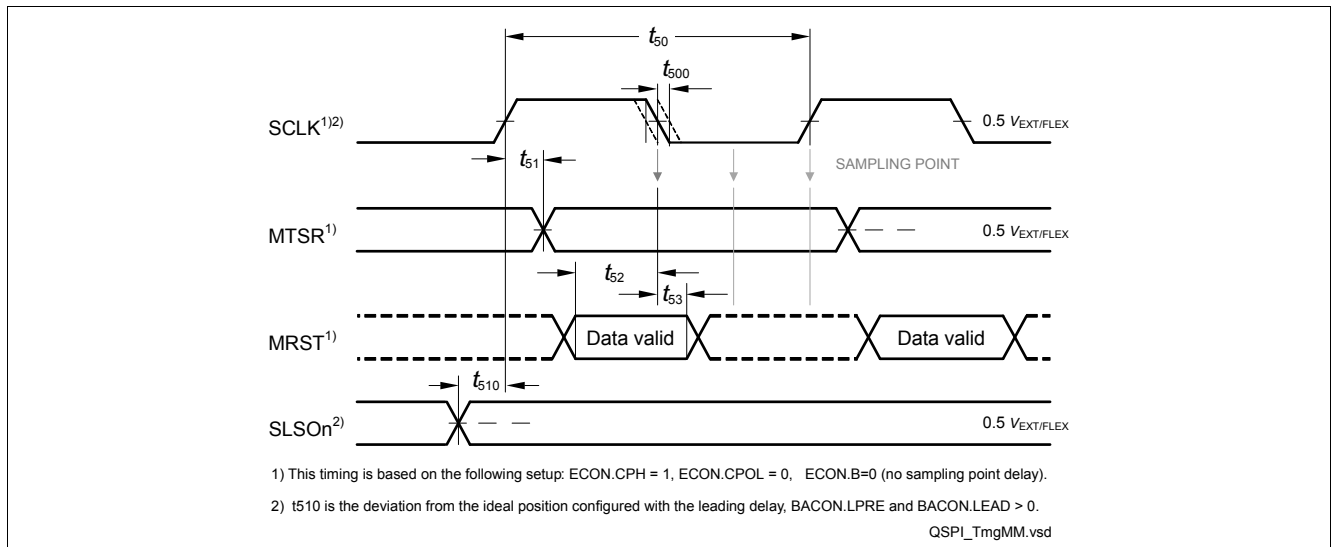 t50
t500
SCLK1)2)
0.5 VEXT/FLEX
t51
SAMPLING POINT
MTSR1)
0.5 VEXT/FLEX
t52
t53
MRST1)
Data valid
Data valid
t510
SLSOn2)
0.5 VEXT/FLEX
1) This timing is based on the following setup: ECON.CPH = 1, ECON.CPOL = 0, ECON.B=0 (no sampling point delay).
2) t510 is the deviation from the ideal position configured with the leading delay, BACON.LPRE and BACON.LEAD > 0.
QSPI_TmgMM.vsd